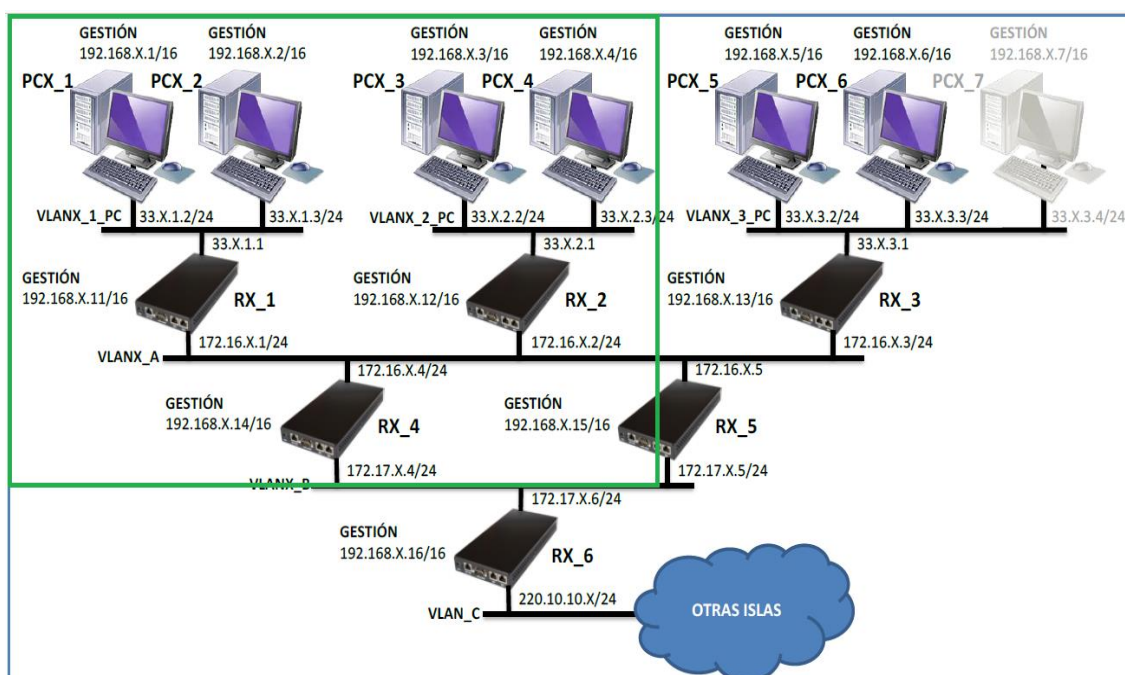 GESTIÓN
192.168.X.1/16
GESTIÓN
192.168.X.2/16
GESTIÓN
192.168.X.3/16
GESTIÓN
192.168.X.4/16
GESTIÓN
192.168.X.5/16
GESTIÓN
192.168.X.6/16
GESTIÓN
192.168.X.7/16
PCX_1
PCX_2
PCX_3
PCX_4
PCX_5
PCX_6
PCX_7
VLANX_1_PC
33.X.1.2/24
33.X.1.3/24
VLANX_2_PC
33.X.2.2/24
33.X.2.3/24
VLANX_3_PC
33.X.3.2/24
33.X.3.3/24
33.X.3.4/24
33.X.1.1
33.X.2.1
33.X.3.1
GESTIÓN
192.168.X.11/16
RX_1
GESTIÓN
192.168.X.12/16
RX_2
GESTIÓN
192.168.X.13/16
RX_3
172.16.X.1/24
172.16.X.2/24
172.16.X.3/24
VLANX_A
172.16.X.4/24
172.16.X.5
GESTIÓN
192.168.X.14/16
RX_4
GESTIÓN
192.168.X.15/16
RX_5
172.17.X.4/24
172.17.X.5/24
VLANX_B
172.17.X.6/24
GESTIÓN
192.168.X.16/16
RX_6
220.10.10.X/24
VLAN_C
OTRAS ISLAS